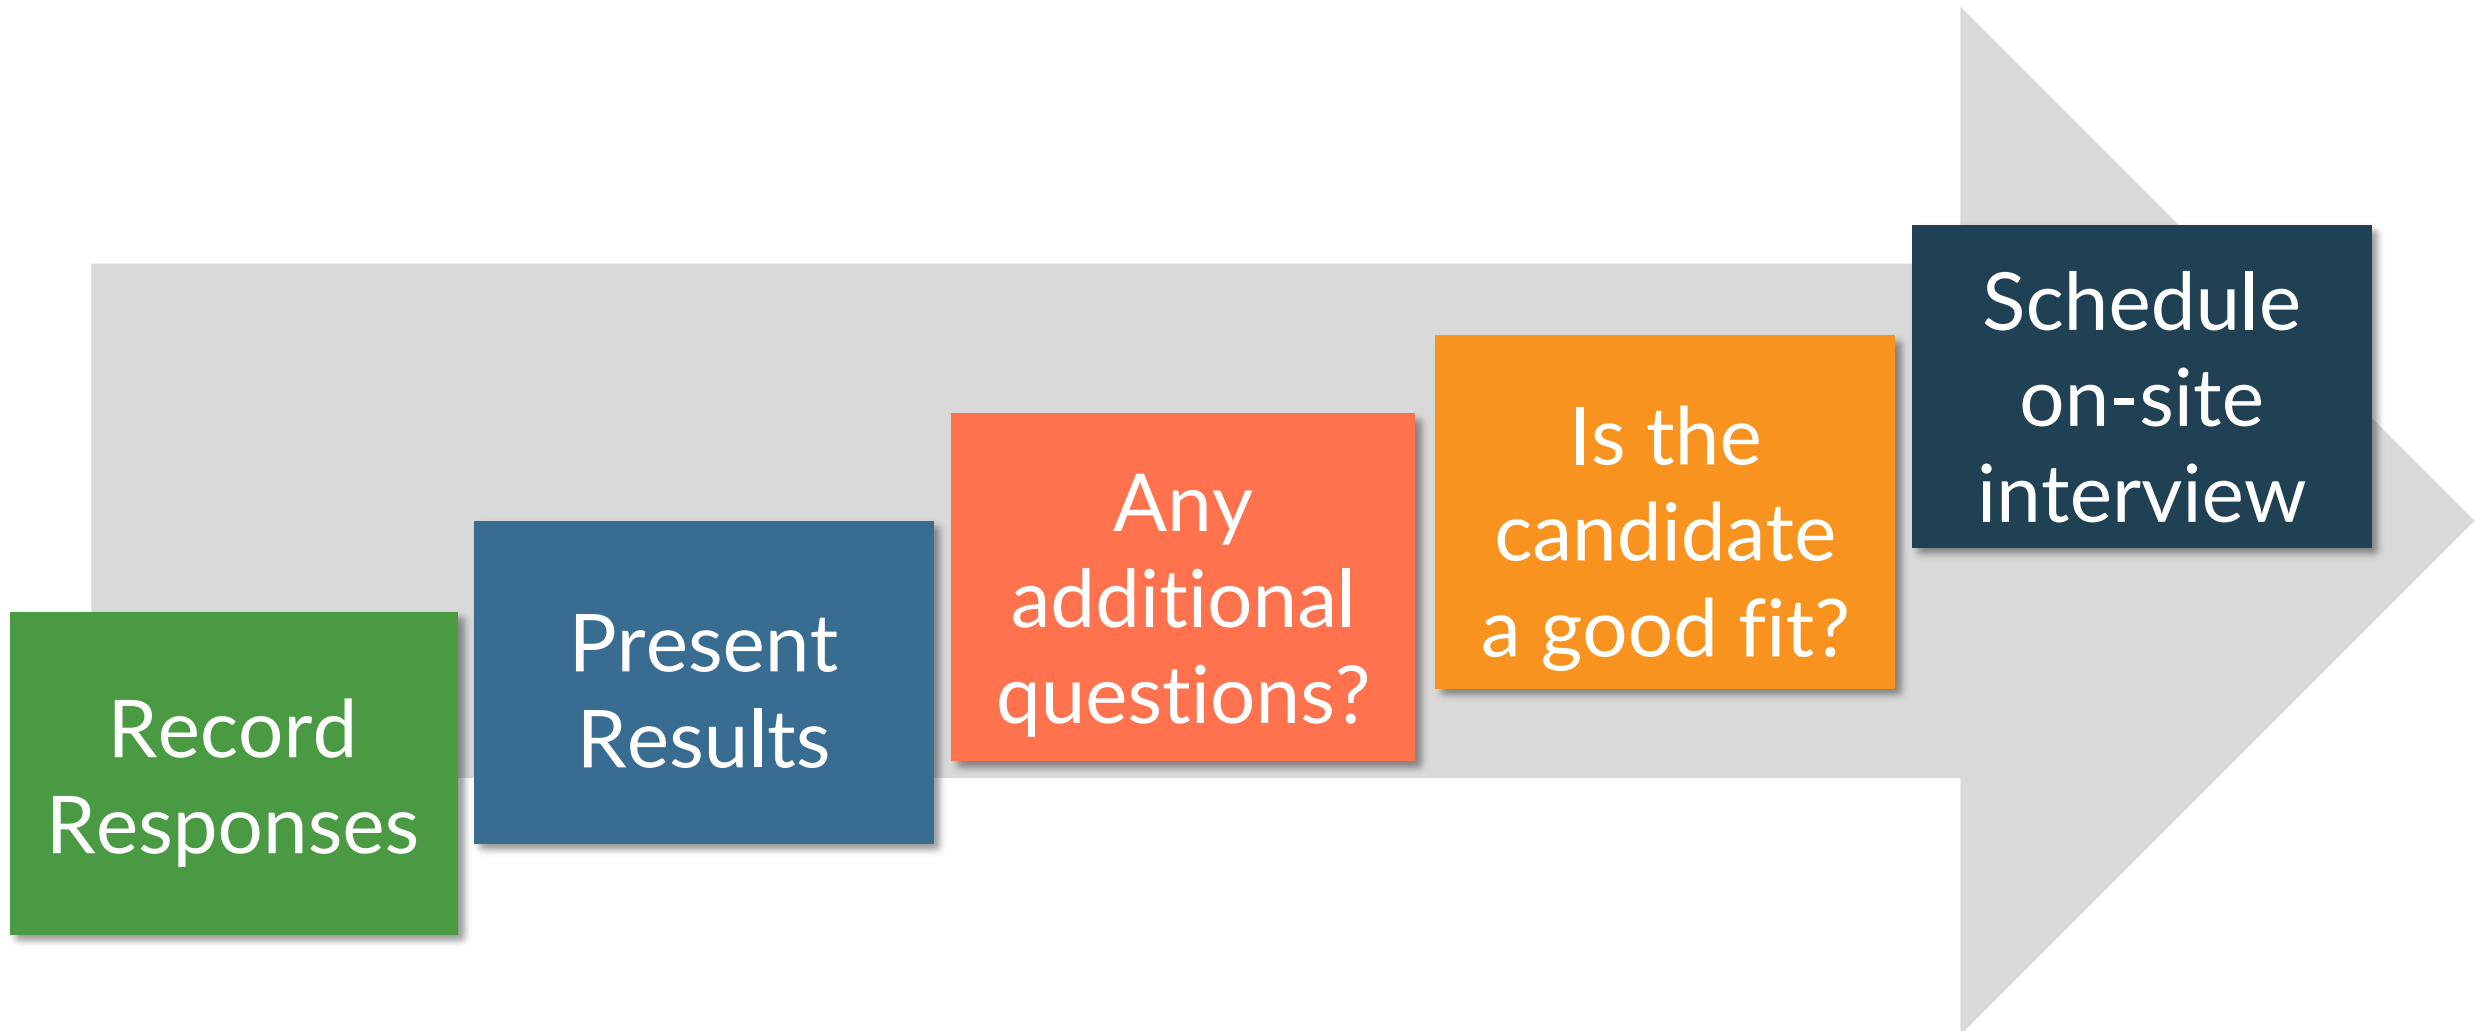 Record
Responses
Present
Results
Any
additional
questions?
Is the
candidate
a good fit?
Schedule
on-site
interview